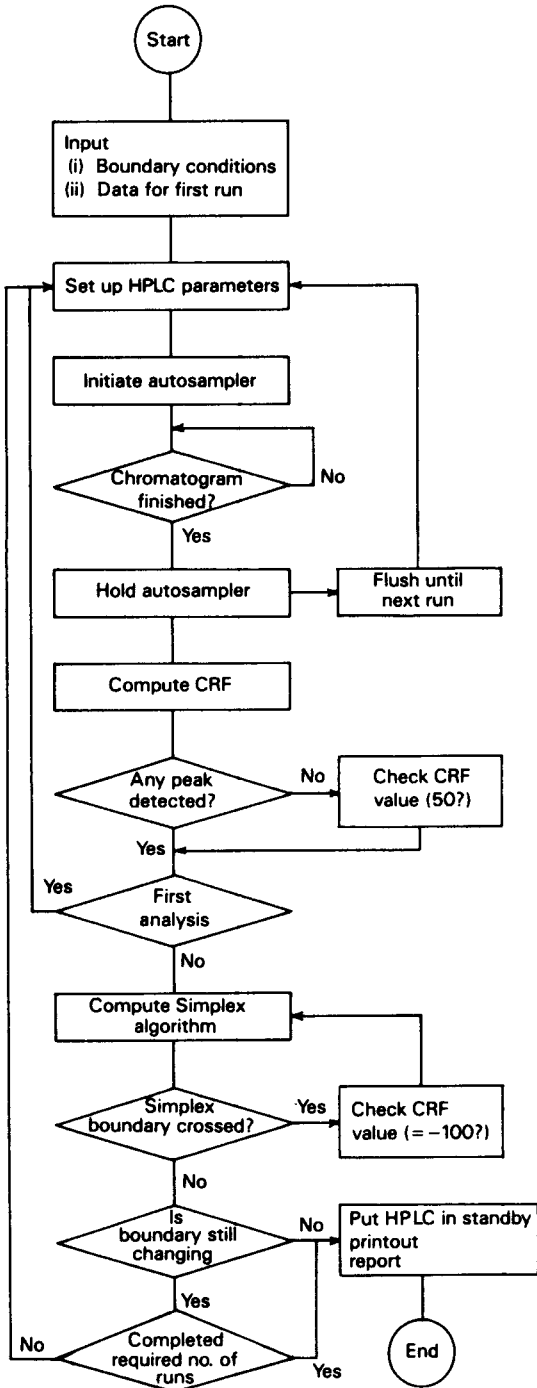 Start
Input
(i) Boundary conditions
(ii) Data for first run
Set up HPLC parameters
Initiate autosampler
Chromatogram
finished?
No
Yes
Hold autosampler
Flush until
next run
Compute CRF
Any peak
detected?
No
Check CRF
value (50?)
Yes
Yes
First
analysis
No
Compute Simplex
algorithm
Simplex
boundary crossed?
Yes
Check CRF
value (= −100?)
No
Is
boundary still
changing
No
Put HPLC in standby
printout
report
Yes
No
Completed
required no. of
runs
Yes
End